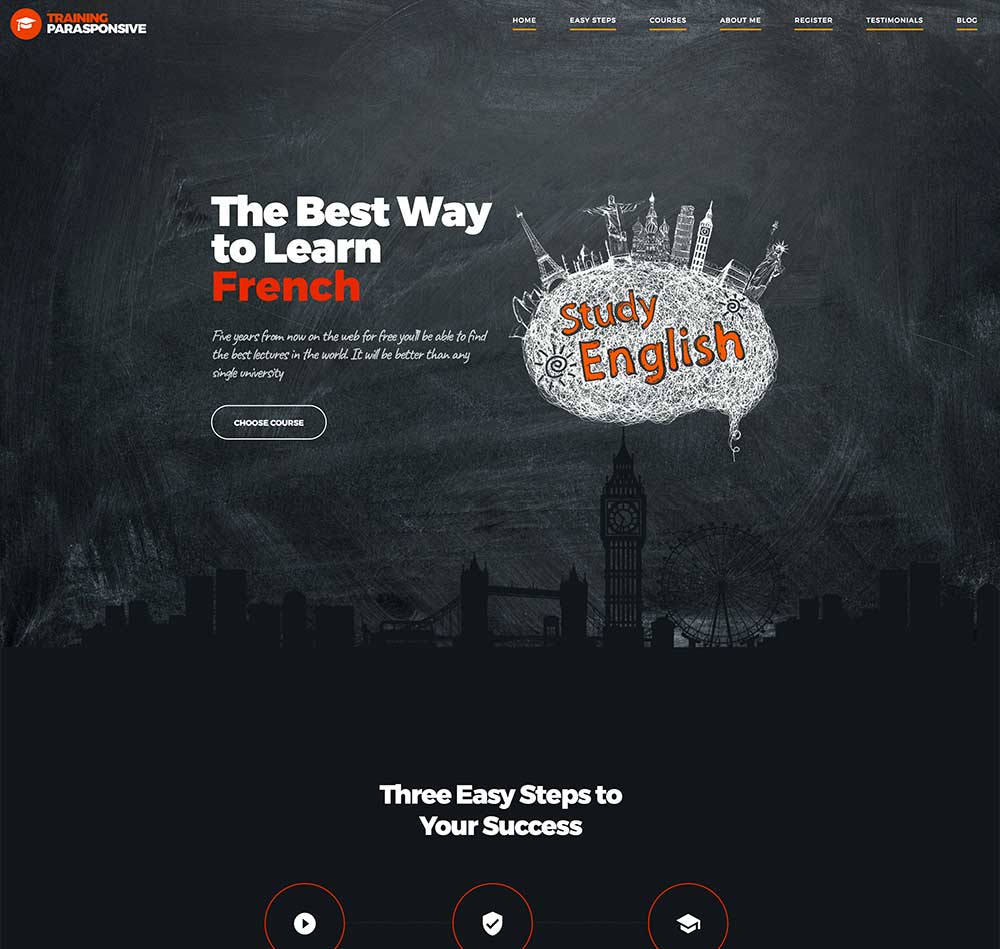 TRAINING
PARASPONSIVE
HOME EASY STEPS COURSES ABOUT ME REGISTER TESTIMONIALS BLOG
The Best Way
to Learn
French
Five years from now on the web for free you'll be able to find
the best lectures in the world. It will be better than any
single university
CHOOSE COURSE
Study
English
Three Easy Steps to
Your Success